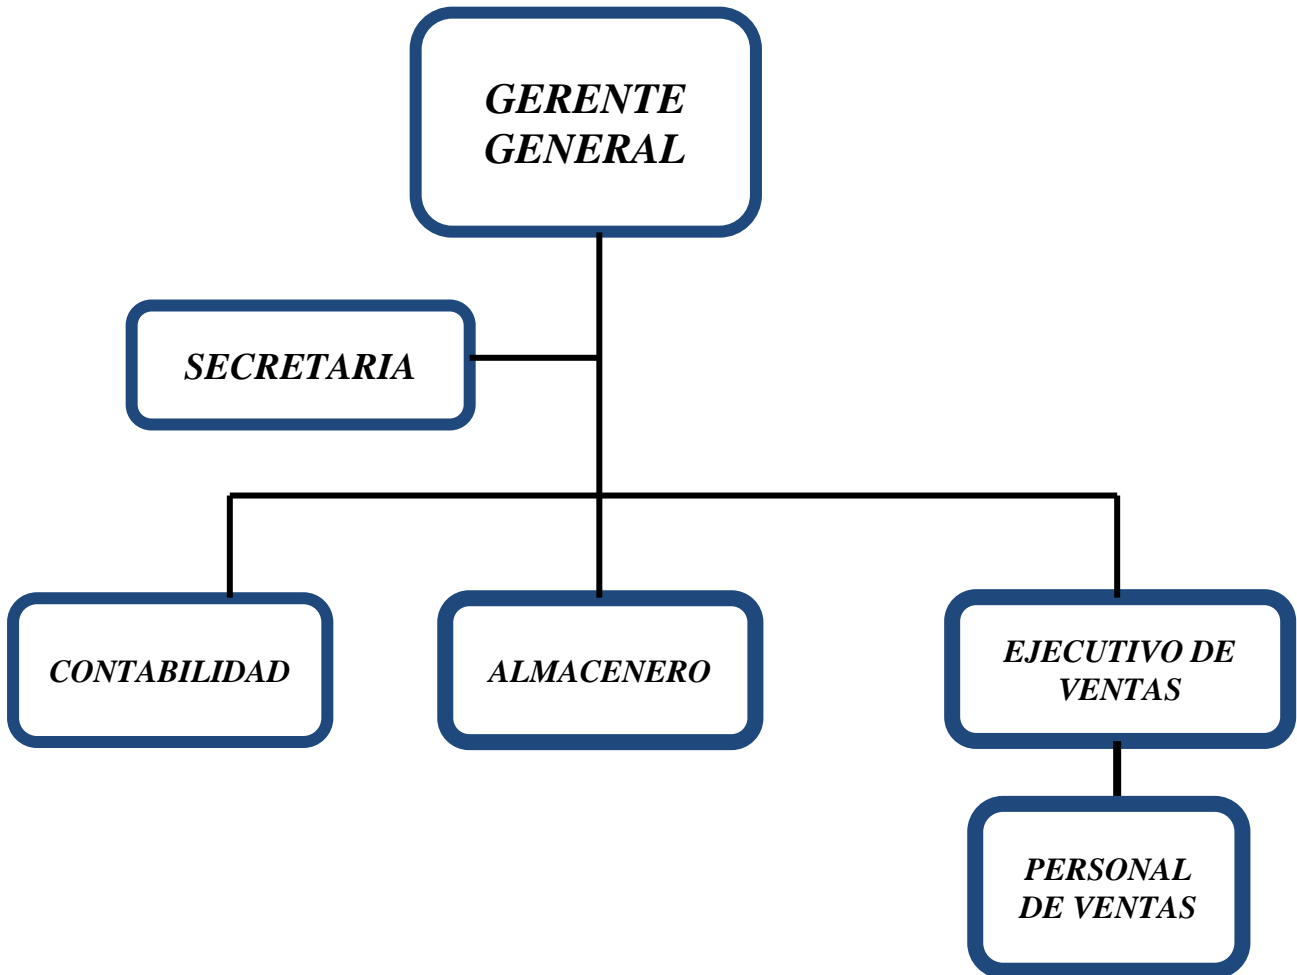 GERENTE
GENERAL
SECRETARIA
CONTABILIDAD
ALMACENERO
EJECUTIVO DE
VENTAS
PERSONAL
DE VENTAS